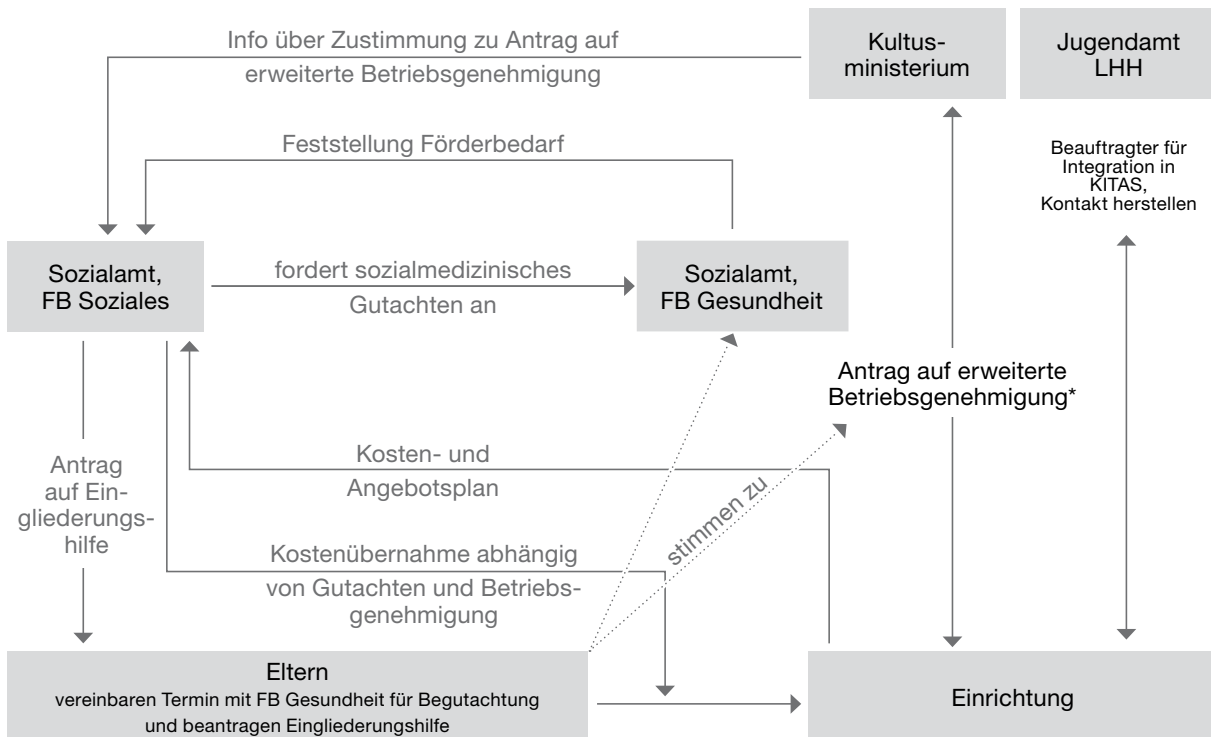 Info über Zustimmung zu Antrag auf
erweiterte Betriebsgenehmigung
Kultus-
ministerium
Jugendamt
LHH
Feststellung Förderbedarf
Beauftragter für
Integration in
KITAS,
Kontakt herstellen
Sozialamt,
FB Soziales
fordert sozialmedizinisches
Gutachten an
Sozialamt,
FB Gesundheit
Antrag auf erweiterte
Betriebsgenehmigung*
Antrag
auf Ein-
gliederungs-
hilfe
Kosten- und
Angebotsplan
stimmen zu
Kostenübernahme abhängig
von Gutachten und Betriebs-
genehmigung
Eltern
vereinbaren Termin mit FB Gesundheit für Begutachtung
und beantragen Eingliederungshilfe
Einrichtung